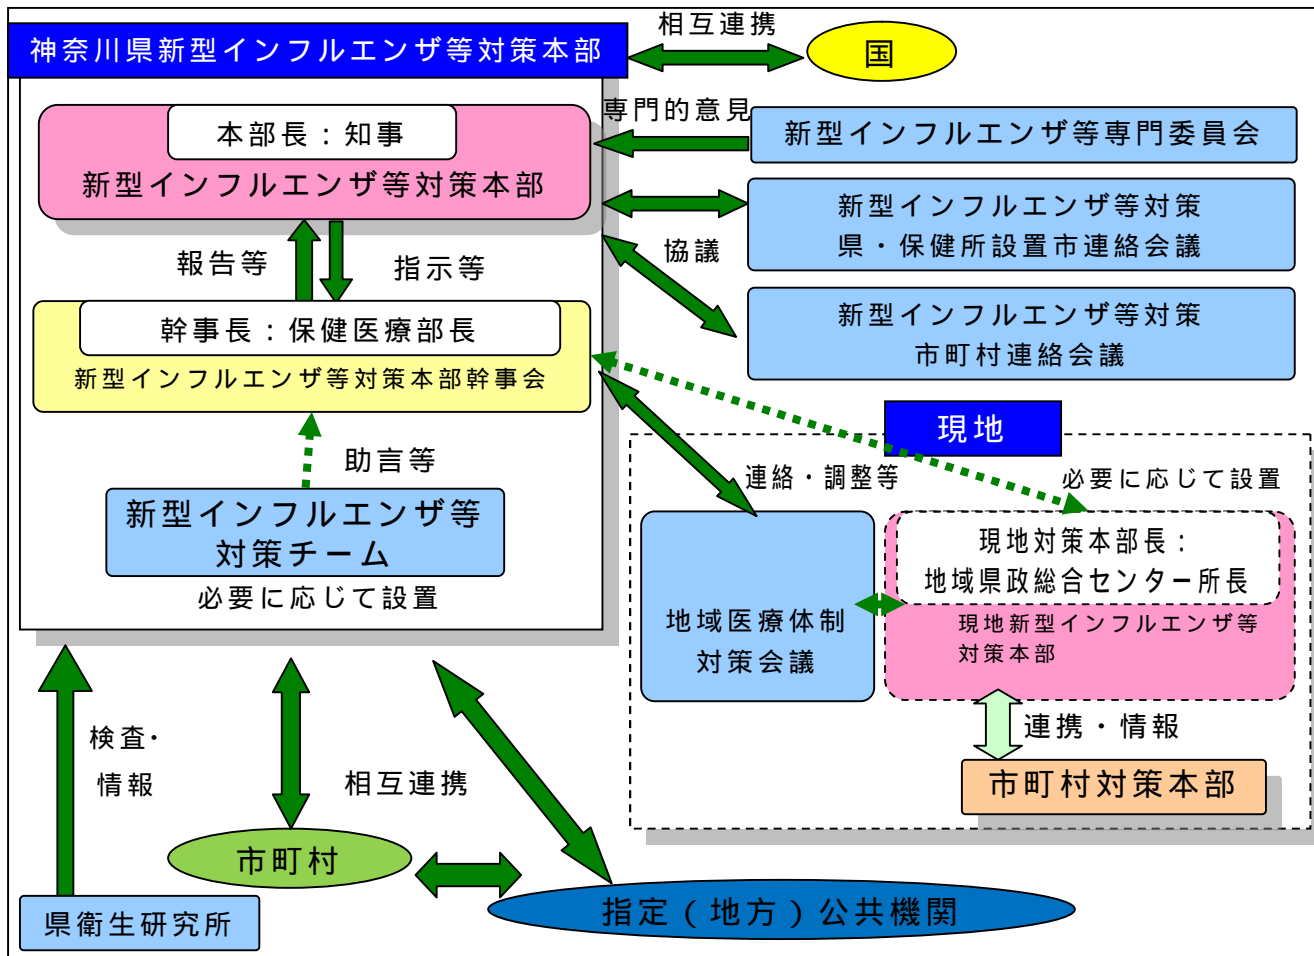 神奈川県新型インフルエンザ等対策本部
相互連携
国
本部長：知事
新型インフルエンザ等対策本部
専門的意見
新型インフルエンザ等専門委員会
新型インフルエンザ等対策
県・保健所設置市連絡会議
協議
新型インフルエンザ等対策
市町村連絡会議
報告等
指示等
幹事長：保健医療部長
新型インフルエンザ等対策本部幹事会
助言等
新型インフルエンザ等
対策チーム
必要に応じて設置
現地
連絡・調整等
必要に応じて設置
地域医療体制
対策会議
現地対策本部長：
地域県政総合センター所長
現地新型インフルエンザ等
対策本部
連携・情報
市町村対策本部
検査・
情報
相互連携
市町村
県衛生研究所
指定（地方）公共機関